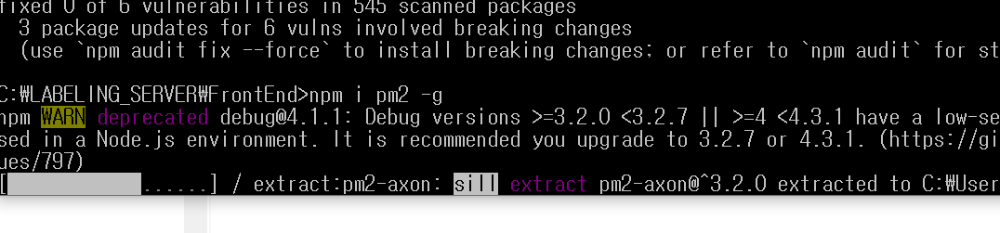 fixed 0 of 6 vulnerabilities in 545 scanned packages
  3 package updates for 6 vulns involved breaking changes
  (use `npm audit fix --force` to install breaking changes; or refer to `npm audit` for st
C:₩LABELING_SERVER₩FrontEnd>npm i pm2 -g
npm WARN deprecated debug@4.1.1: Debug versions >=3.2.0 <3.2.7 || >=4 <4.3.1 have a low-se
sed in a Node.js environment. It is recommended you upgrade to 3.2.7 or 4.3.1. (https://gi
ues/797)
[         ......] / extract:pm2-axon: sill extract pm2-axon@^3.2.0 extracted to C:₩User